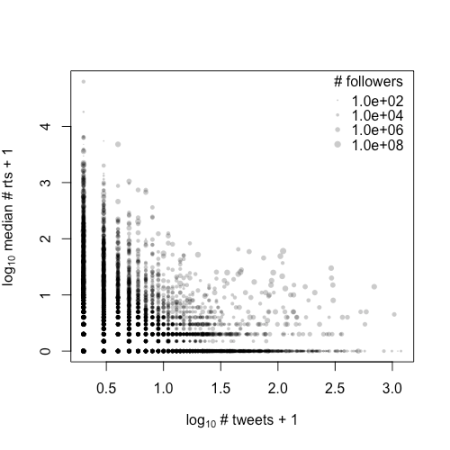 # followers
1.0e+02
1.0e+04
1.0e+06
1.0e+08
log10 median # rts + 1
4
3
2
1
0
0.5 1.0 1.5 2.0 2.5 3.0
log10 # tweets + 1